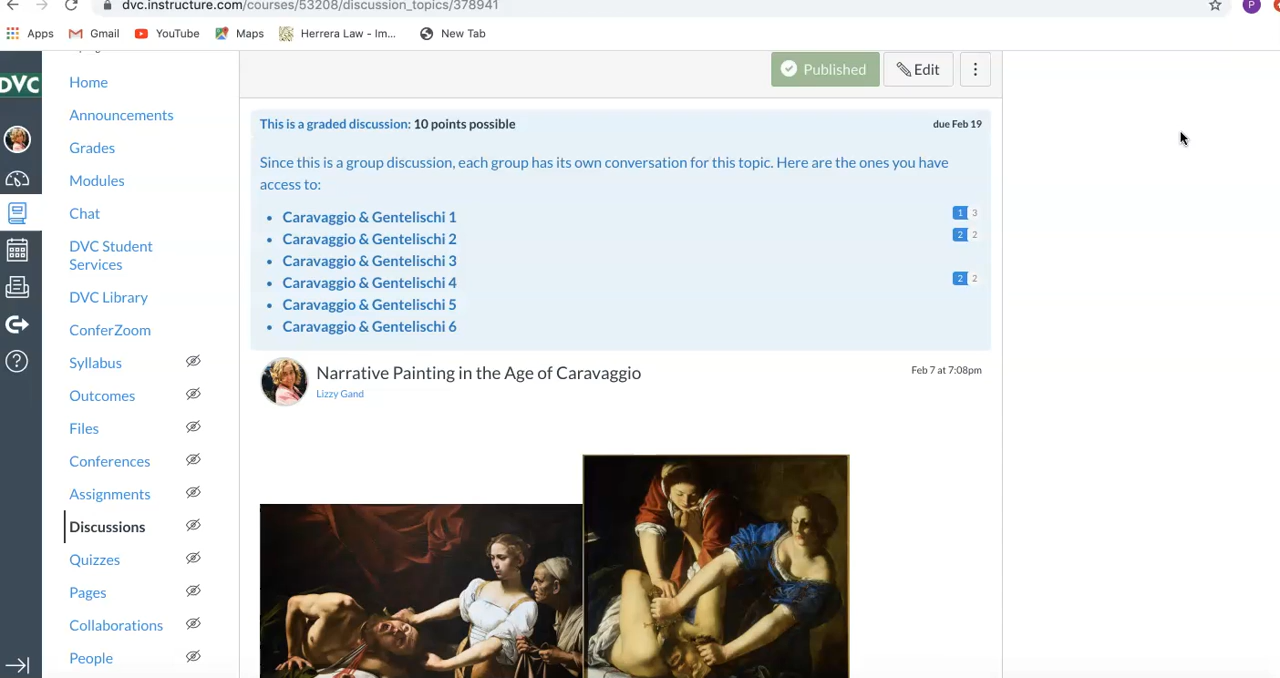 dvc.instructure.com/courses/53208/discussion_topics/378941
P
Apps Gmail YouTube Maps Herrera Law - Im... New Tab
DVC
Home
Announcements
Grades
Modules
Chat
DVC Student
Services
DVC Library
ConferZoom
Syllabus
Outcomes
Files
Conferences
Assignments
Discussions
Quizzes
Pages
Collaborations
People
Published Edit
This is a graded discussion: 10 points possible due Feb 19
Since this is a group discussion, each group has its own conversation for this topic. Here are the ones you have
access to:
Caravaggio & Gentelischi 1 1 3
Caravaggio & Gentelischi 2 2 2
Caravaggio & Gentelischi 3
Caravaggio & Gentelischi 4 2 2
Caravaggio & Gentelischi 5
Caravaggio & Gentelischi 6
Narrative Painting in the Age of Caravaggio Feb 7 at 7:08pm
Lizzy Gand